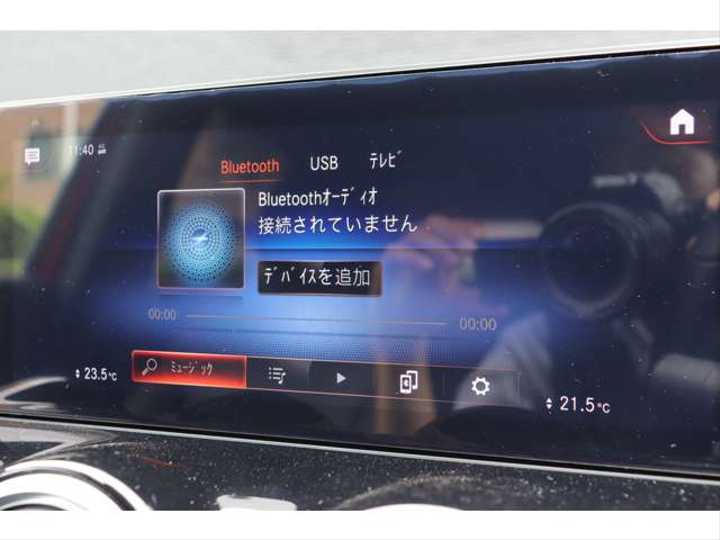 11:40
Bluetooth USB テレビ
Bluetoothオーディオ
接続されていません
デバイスを追加
00:00 00:00
ミュージック
23.5℃ 21.5℃